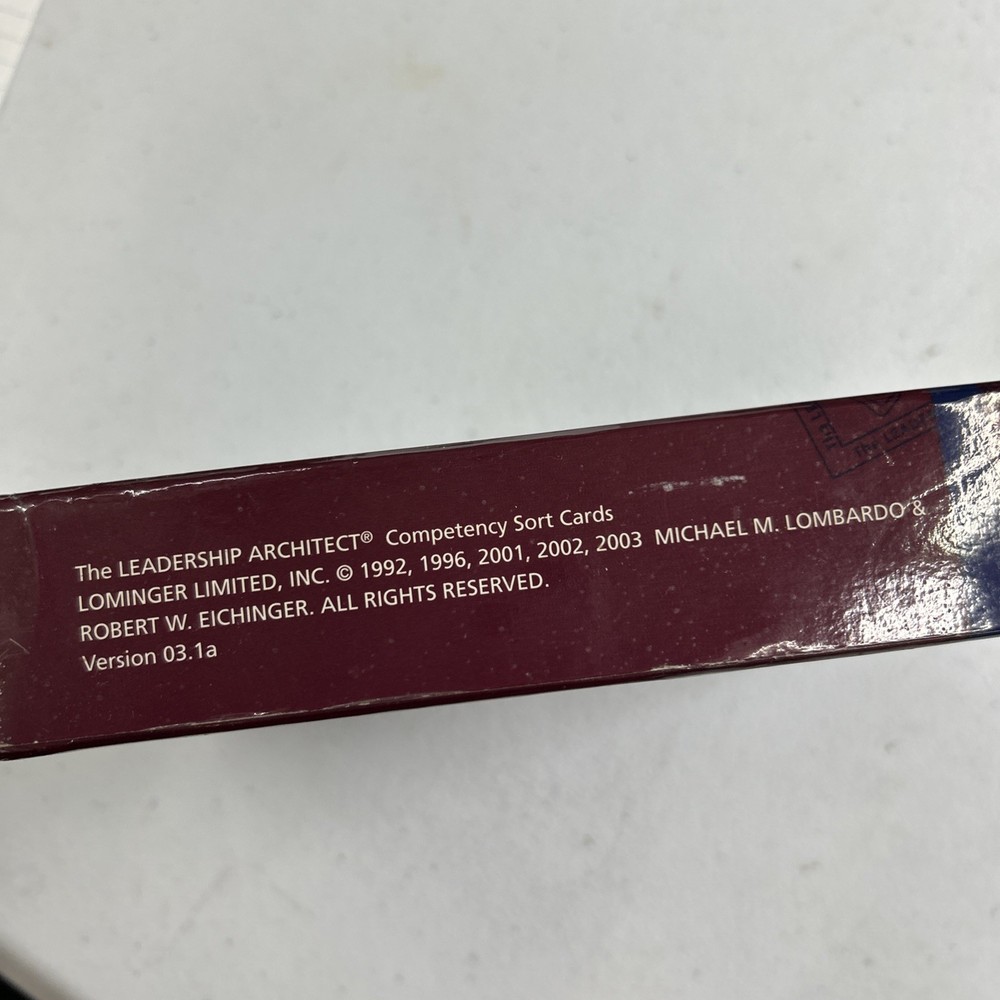 The LEADERSHIP ARCHITECT® Competency Sort Cards
LOMINGER LIMITED, INC. © 1992, 1996, 2001, 2002, 2003 MICHAEL M. LOMBARDO &
ROBERT W. EICHINGER. ALL RIGHTS RESERVED.
Version 03.1a